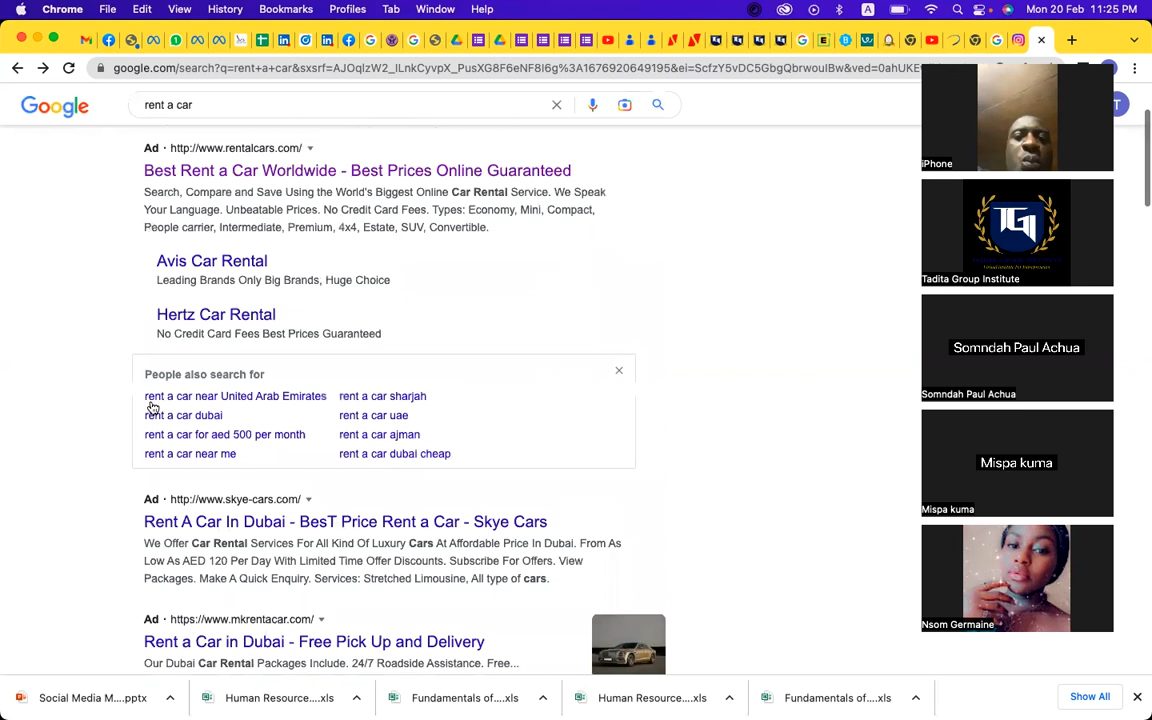 Chrome File Edit View History Bookmarks Profiles Tab Window Help
A
Mon 20 Feb 11:25 PM
google.com/search?q=rent+a+car&sxsrf=AJOqlzW2_lLnkCyvpX_PusXG8F6eNF8I6g%3A1676920649195&ei=ScfzY5vDC5GbgQbrwouIBw&ved=0ahUKE
Google
rent a car
T
Ad · http://www.rentalcars.com/
Best Rent a Car Worldwide - Best Prices Online Guaranteed
Search, Compare and Save Using the World's Biggest Online Car Rental Service. We Speak
Your Language. Unbeatable Prices. No Credit Card Fees. Types: Economy, Mini, Compact,
People carrier, Intermediate, Premium, 4x4, Estate, SUV, Convertible.
Avis Car Rental
Leading Brands Only Big Brands, Huge Choice
Hertz Car Rental
No Credit Card Fees Best Prices Guaranteed
People also search for
rent a car near United Arab Emirates
rent a car sharjah
rent a car dubai
rent a car uae
rent a car for aed 500 per month
rent a car ajman
rent a car near me
rent a car dubai cheap
Ad · http://www.skye-cars.com/
Rent A Car In Dubai - BesT Price Rent a Car - Skye Cars
We Offer Car Rental Services For All Kind Of Luxury Cars At Affordable Price In Dubai. From As
Low As AED 120 Per Day With Limited Time Offer Discounts. Subscribe For Offers. View
Packages. Make A Quick Enquiry. Services: Stretched Limousine, All type of cars.
Ad · https://www.mkrentacar.com/
Rent a Car in Dubai - Free Pick Up and Delivery
Our Dubai Car Rental Packages Include. 24/7 Roadside Assistance. Free...
iPhone
TGI
Tadita Group Institute
Somndah Paul Achua
Somndah Paul Achua
Mispa kuma
Mispa kuma
Nsom Germaine
Social Media M....pptx
Human Resource....xls
Fundamentals of....xls
Human Resource....xls
Fundamentals of....xls
Show All